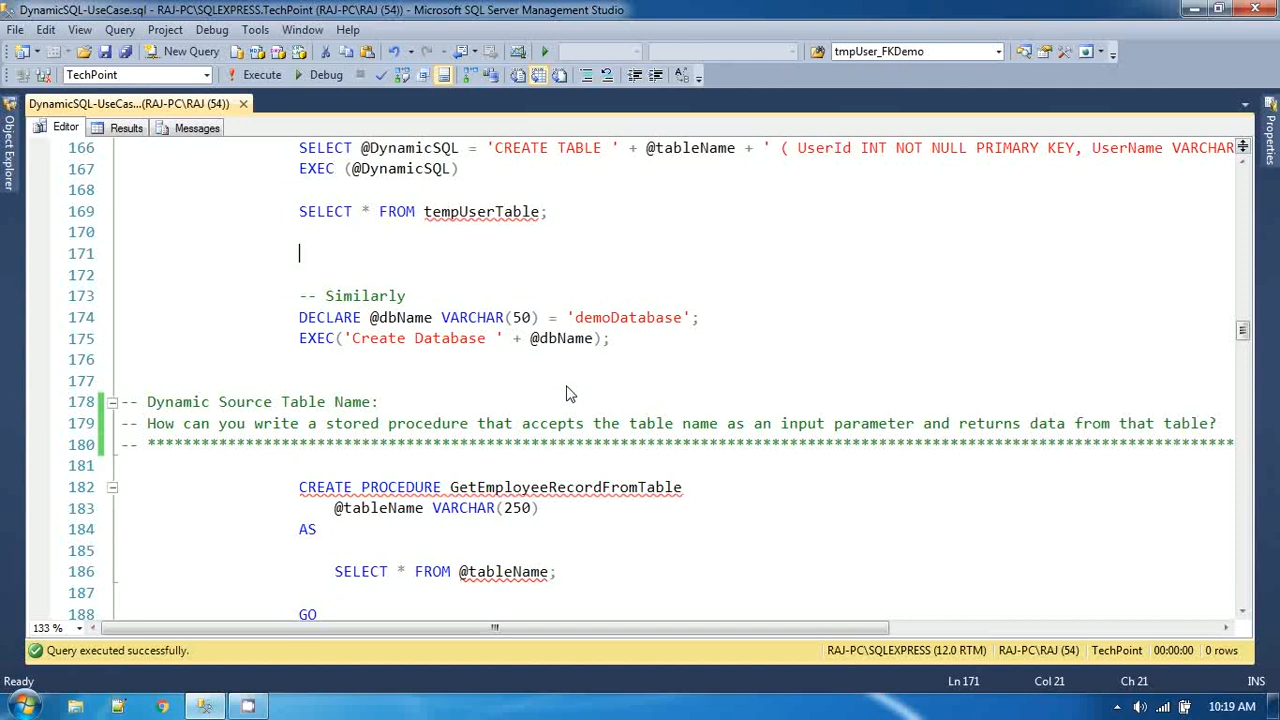 DynamicSQL-UseCase.sql - RAJ-PC\SQLEXPRESS.TechPoint (RAJ-PC\RAJ (54)) - Microsoft SQL Server Management Studio
File Edit View Query Project Debug Tools Window Help
New Query tmpUser_FKDemo
TechPoint Execute Debug
DynamicSQL-UseCas...(RAJ-PC\RAJ (54))
Object Explorer
Properties
Editor Results Messages
166 SELECT @DynamicSQL = 'CREATE TABLE ' + @tableName + ' ( UserId INT NOT NULL PRIMARY KEY, UserName VARCHAR
167 EXEC (@DynamicSQL)
168
169 SELECT * FROM tempUserTable;
170
171
172
173 -- Similarly
174 DECLARE @dbName VARCHAR(50) = 'demoDatabase';
175 EXEC('Create Database ' + @dbName);
176
177
178 -- Dynamic Source Table Name:
179 -- How can you write a stored procedure that accepts the table name as an input parameter and returns data from that table?
180 -- ***************************************************************************************************************************
181
182 CREATE PROCEDURE GetEmployeeRecordFromTable
183 @tableName VARCHAR(250)
184 AS
185
186 SELECT * FROM @tableName;
187
188 GO
133 %
Query executed successfully. RAJ-PC\SQLEXPRESS (12.0 RTM) RAJ-PC\RAJ (54) TechPoint 00:00:00 0 rows
Ready Ln 171 Col 21 Ch 21 INS
10:19 AM